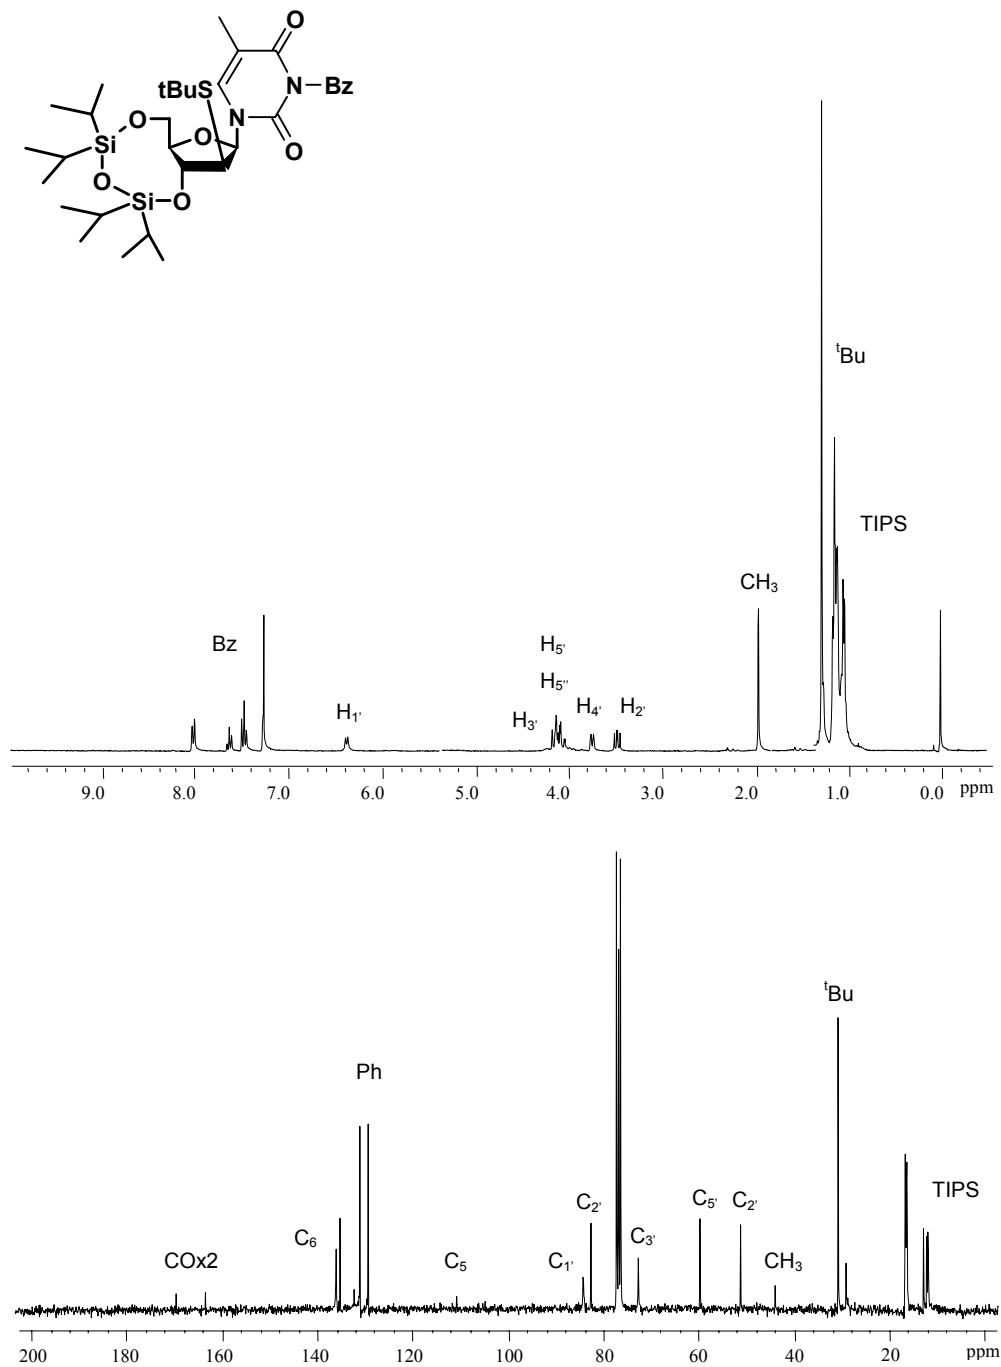 O
tBuS
N
Bz
N
O
O
O
Si
O
Si
O
ᵗBu
TIPS
CH₃
Bz
H₅'
H₅''
H₁'
H₃'
H₄'
H₂'
9.0 8.0 7.0 6.0 5.0 4.0 3.0 2.0 1.0 0.0 ppm
ᵗBu
Ph
TIPS
C₆
C₂'
C₅'
C₂'
C₃'
COx2
C₅
C₁'
CH₃
200 180 160 140 120 100 80 60 40 20 ppm